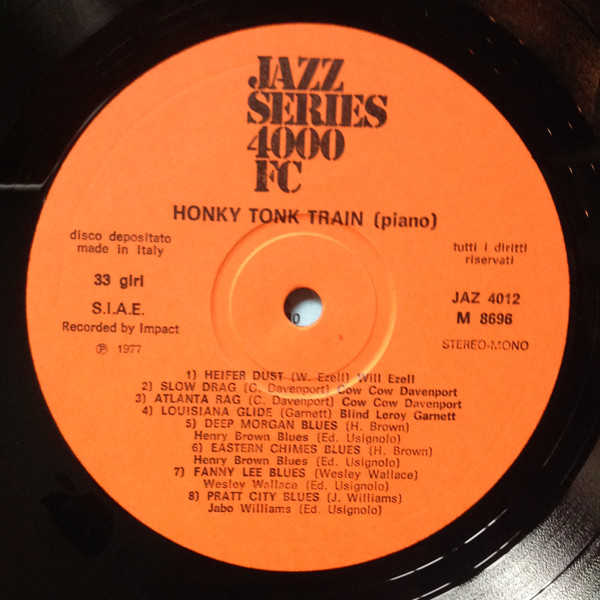 JAZZ
SERIES
4000
FC
HONKY TONK TRAIN (piano)
disco depositato
made in Italy
tutti i diritti
riservati
33 giri
S.I.A.E.
Recorded by Impact
℗ 1977
JAZ 4012
M 8696
STEREO-MONO
1) HEIFER DUST (W. Ezell) Will Ezell
2) SLOW DRAG (C. Davenport) Cow Cow Davenport
3) ATLANTA RAG (C. Davenport) Cow Cow Davenport
4) LOUISIANA GLIDE (Garnett) Blind Leroy Garnett
5) DEEP MORGAN BLUES (H. Brown)
Henry Brown Blues (Ed. Usignolo)
6) EASTERN CHIMES BLUES (H. Brown)
Henry Brown Blues (Ed. Usignolo)
7) FANNY LEE BLUES (Wesley Wallace)
Wesley Wallace (Ed. Usignolo)
8) PRATT CITY BLUES (J. Williams)
Jabo Williams (Ed. Usignolo)